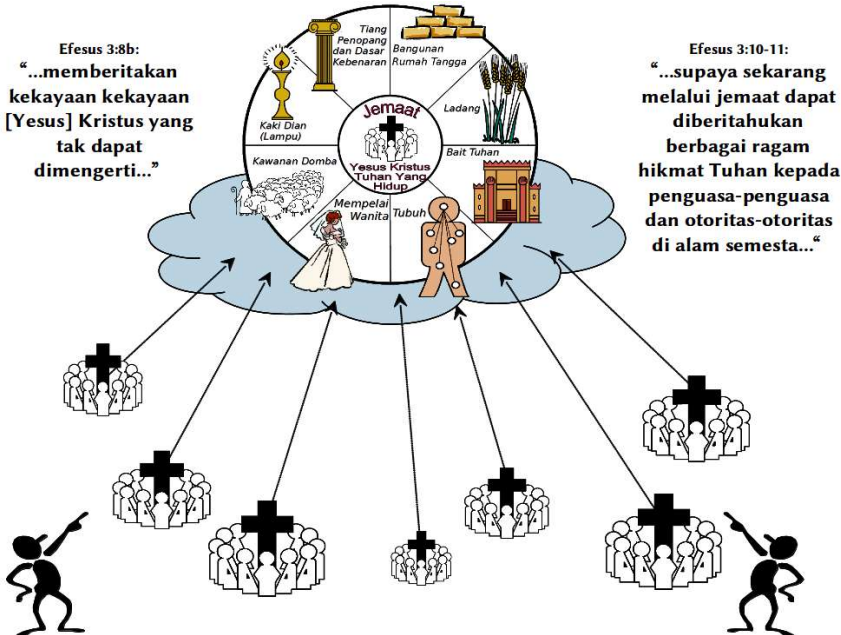 Efesus 3:8b:
“...memberitakan
kekayaan kekayaan
[Yesus] Kristus yang
tak dapat
dimengerti...”
Tiang
Penopang
dan Dasar
Kebenaran
Bangunan
Rumah Tangga
Kaki Dian
(Lampu)
Ladang
Jemaat
Yesus Kristus
Tuhan Yang
Hidup
Kawanan Domba
Bait Tuhan
Mempelai
Wanita
Tubuh
Efesus 3:10-11:
“...supaya sekarang
melalui jemaat dapat
diberitahukan
berbagai ragam
hikmat Tuhan kepada
penguasa-penguasa
dan otoritas-otoritas
di alam semesta...“